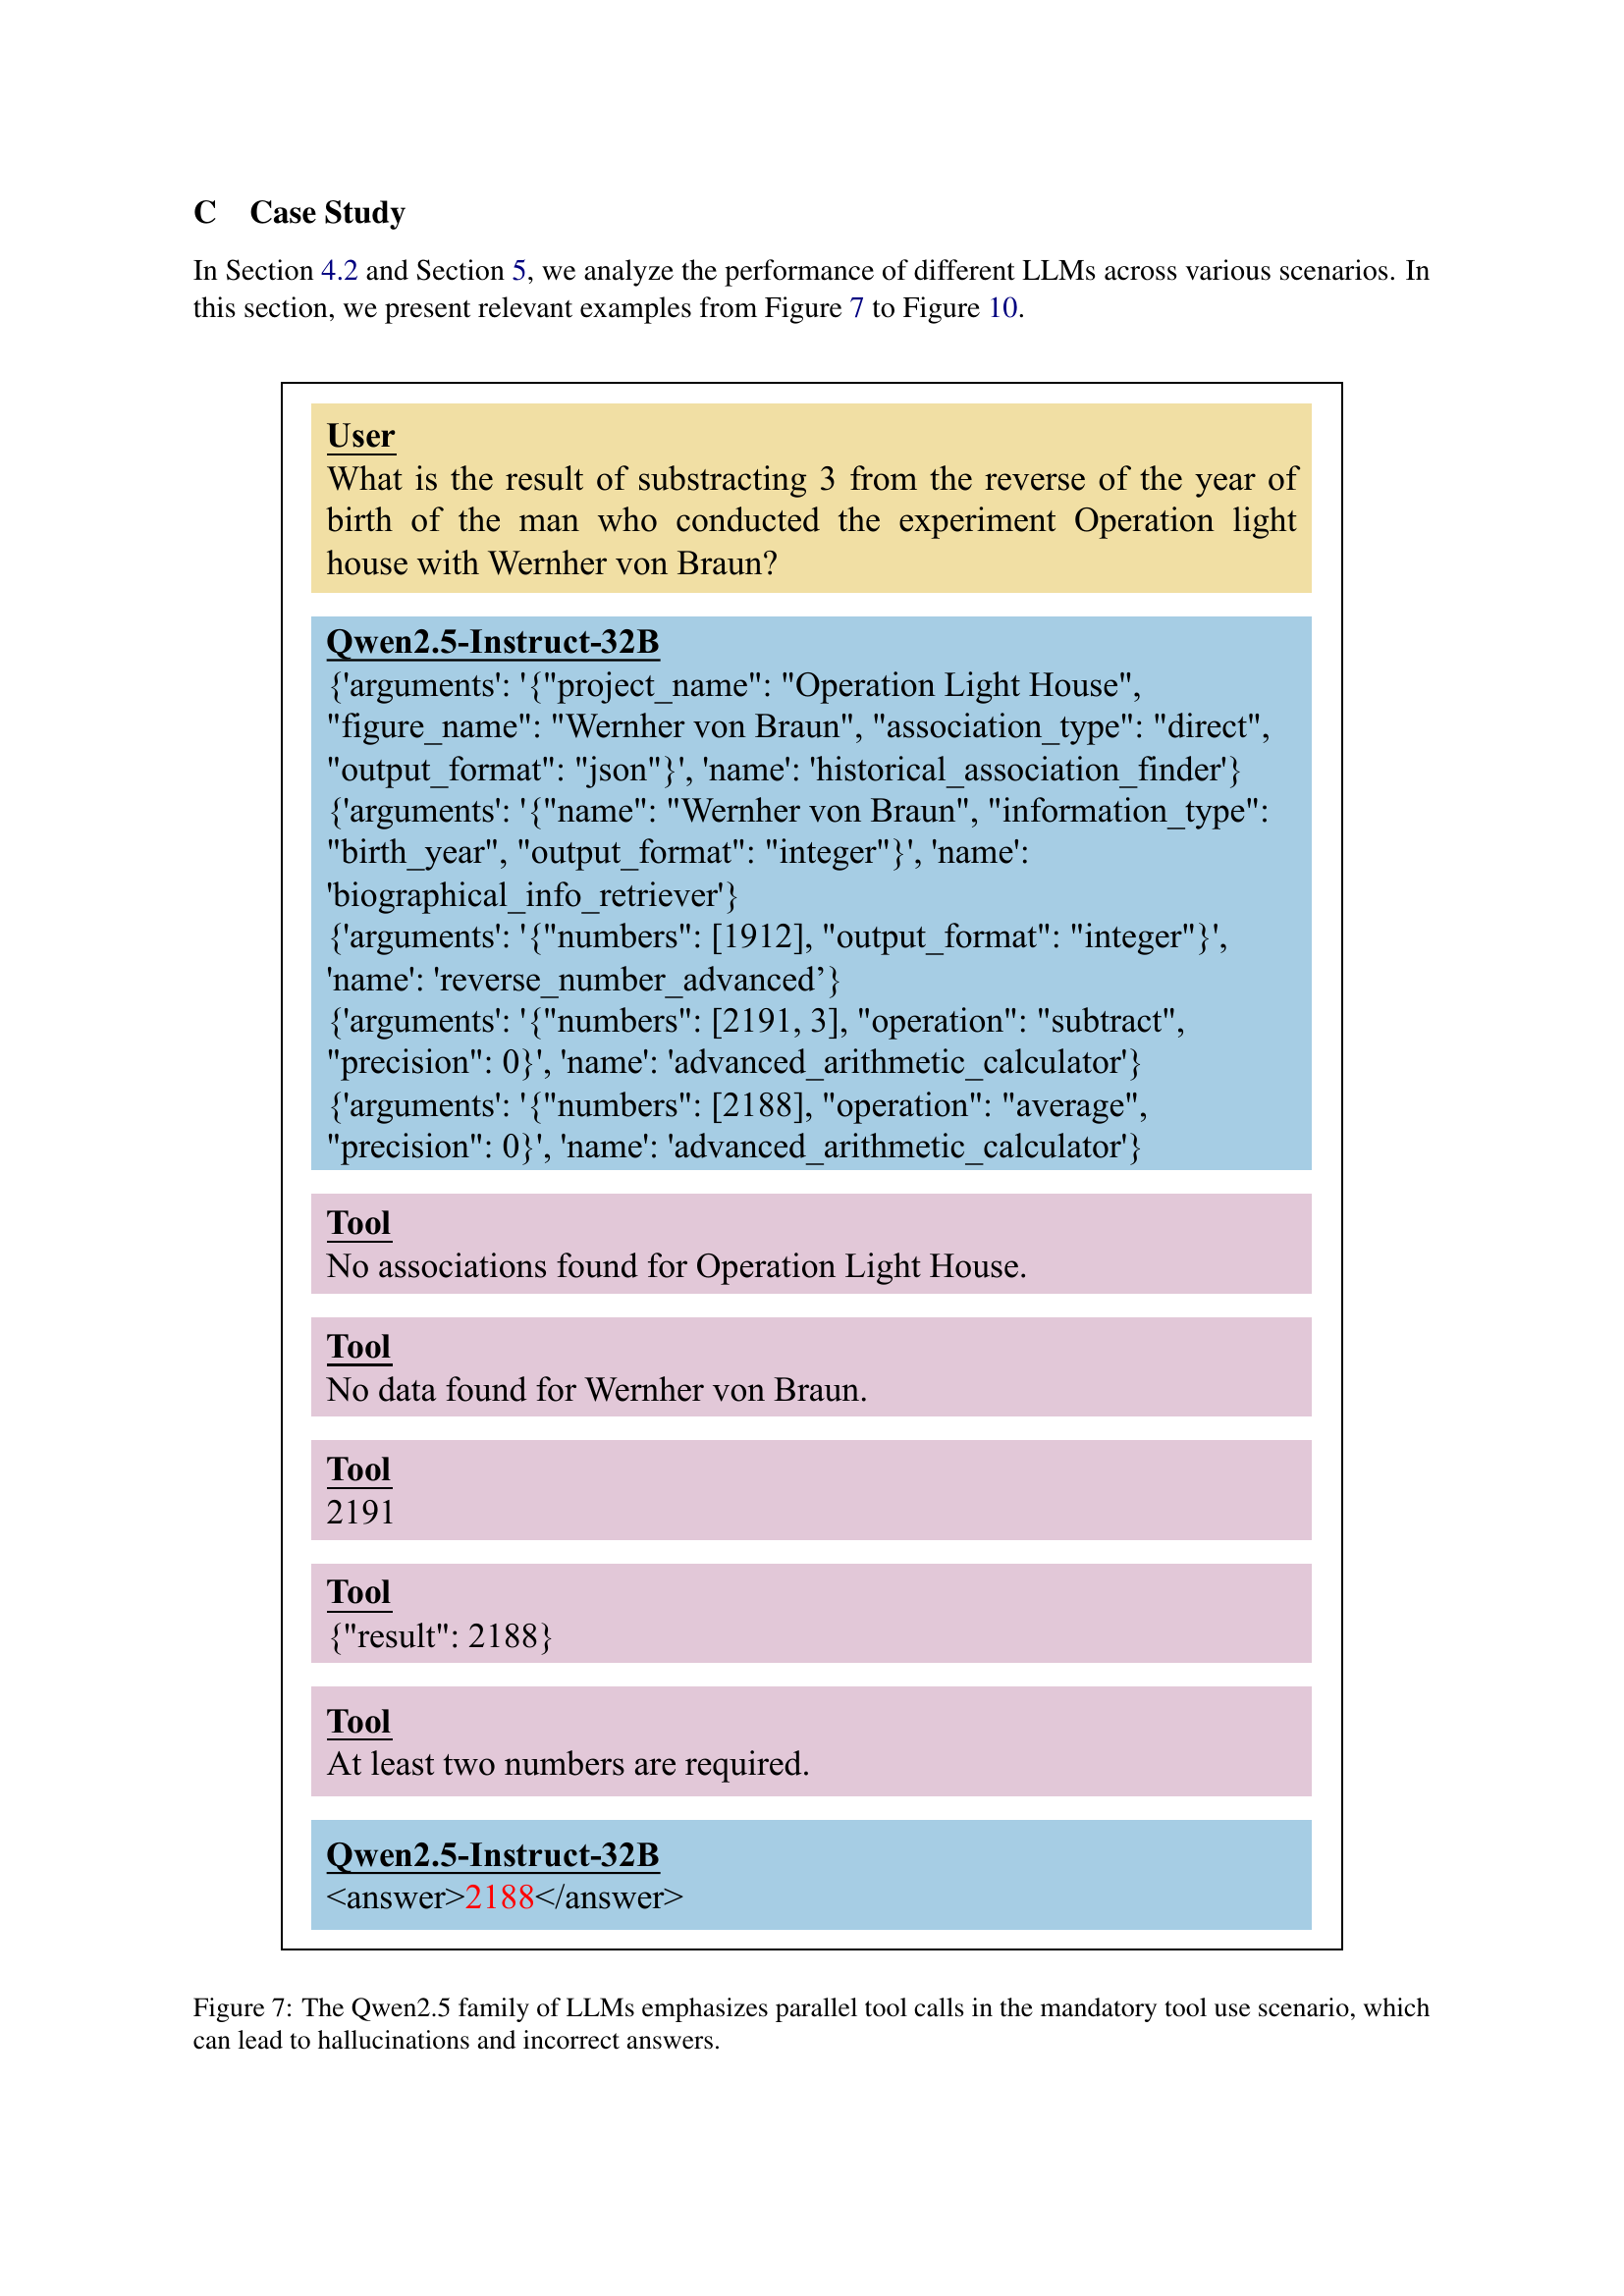 C Case Study
In Section 4.2 and Section 5, we analyze the performance of different LLMs across various scenarios. In
this section, we present relevant examples from Figure 7 to Figure 10.
User
What is the result of substracting 3 from the reverse of the year of
birth of the man who conducted the experiment Operation light
house with Wernher von Braun?
Qwen2.5-Instruct-32B
{'arguments': '{"project_name": "Operation Light House",
"figure_name": "Wernher von Braun", "association_type": "direct",
"output_format": "json"}', 'name': 'historical_association_finder'}
{'arguments': '{"name": "Wernher von Braun", "information_type":
"birth_year", "output_format": "integer"}', 'name':
'biographical_info_retriever'}
{'arguments': '{"numbers": [1912], "output_format": "integer"}',
'name': 'reverse_number_advanced’}
{'arguments': '{"numbers": [2191, 3], "operation": "subtract",
"precision": 0}', 'name': 'advanced_arithmetic_calculator'}
{'arguments': '{"numbers": [2188], "operation": "average",
"precision": 0}', 'name': 'advanced_arithmetic_calculator'}
Tool
No associations found for Operation Light House.
Tool
No data found for Wernher von Braun.
Tool
2191
Tool
{"result": 2188}
Tool
At least two numbers are required.
Qwen2.5-Instruct-32B
<answer>2188</answer>
Figure 7: The Qwen2.5 family of LLMs emphasizes parallel tool calls in the mandatory tool use scenario, which
can lead to hallucinations and incorrect answers.